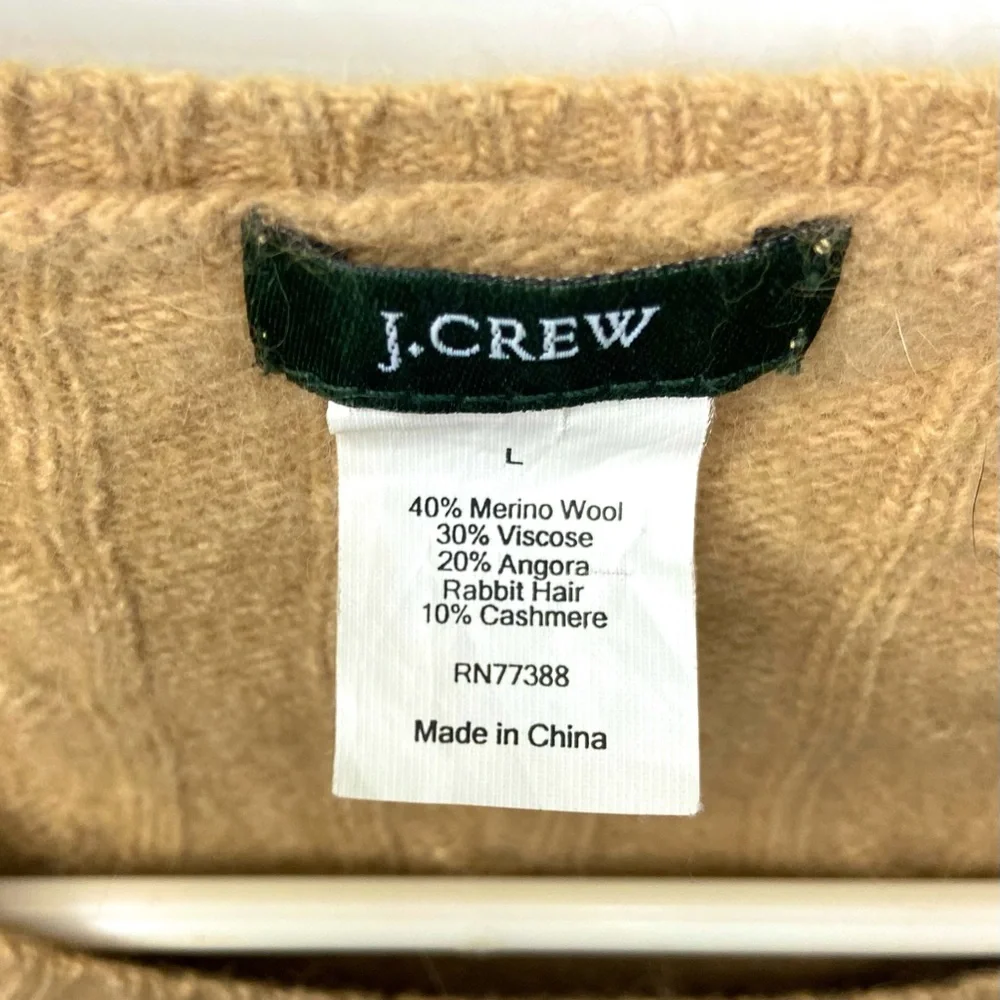 J.CREW
L
40% Merino Wool
30% Viscose
20% Angora
Rabbit Hair
10% Cashmere
RN77388
Made in China